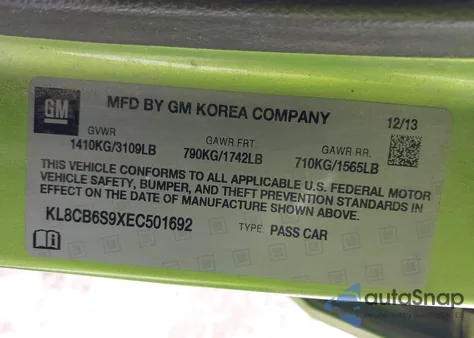 GM
MFD BY GM KOREA COMPANY
12/13
GVWR
GAWR FRT.
GAWR RR.
1410KG/3109LB
790KG/1742LB
710KG/1565LB
THIS VEHICLE CONFORMS TO ALL APPLICABLE U.S. FEDERAL MOTOR
VEHICLE SAFETY, BUMPER, AND THEFT PREVENTION STANDARDS IN
EFFECT ON THE DATE OF MANUFACTURE SHOWN ABOVE.
KL8CB6S9XEC501692
TYPE: PASS CAR
autoSnap